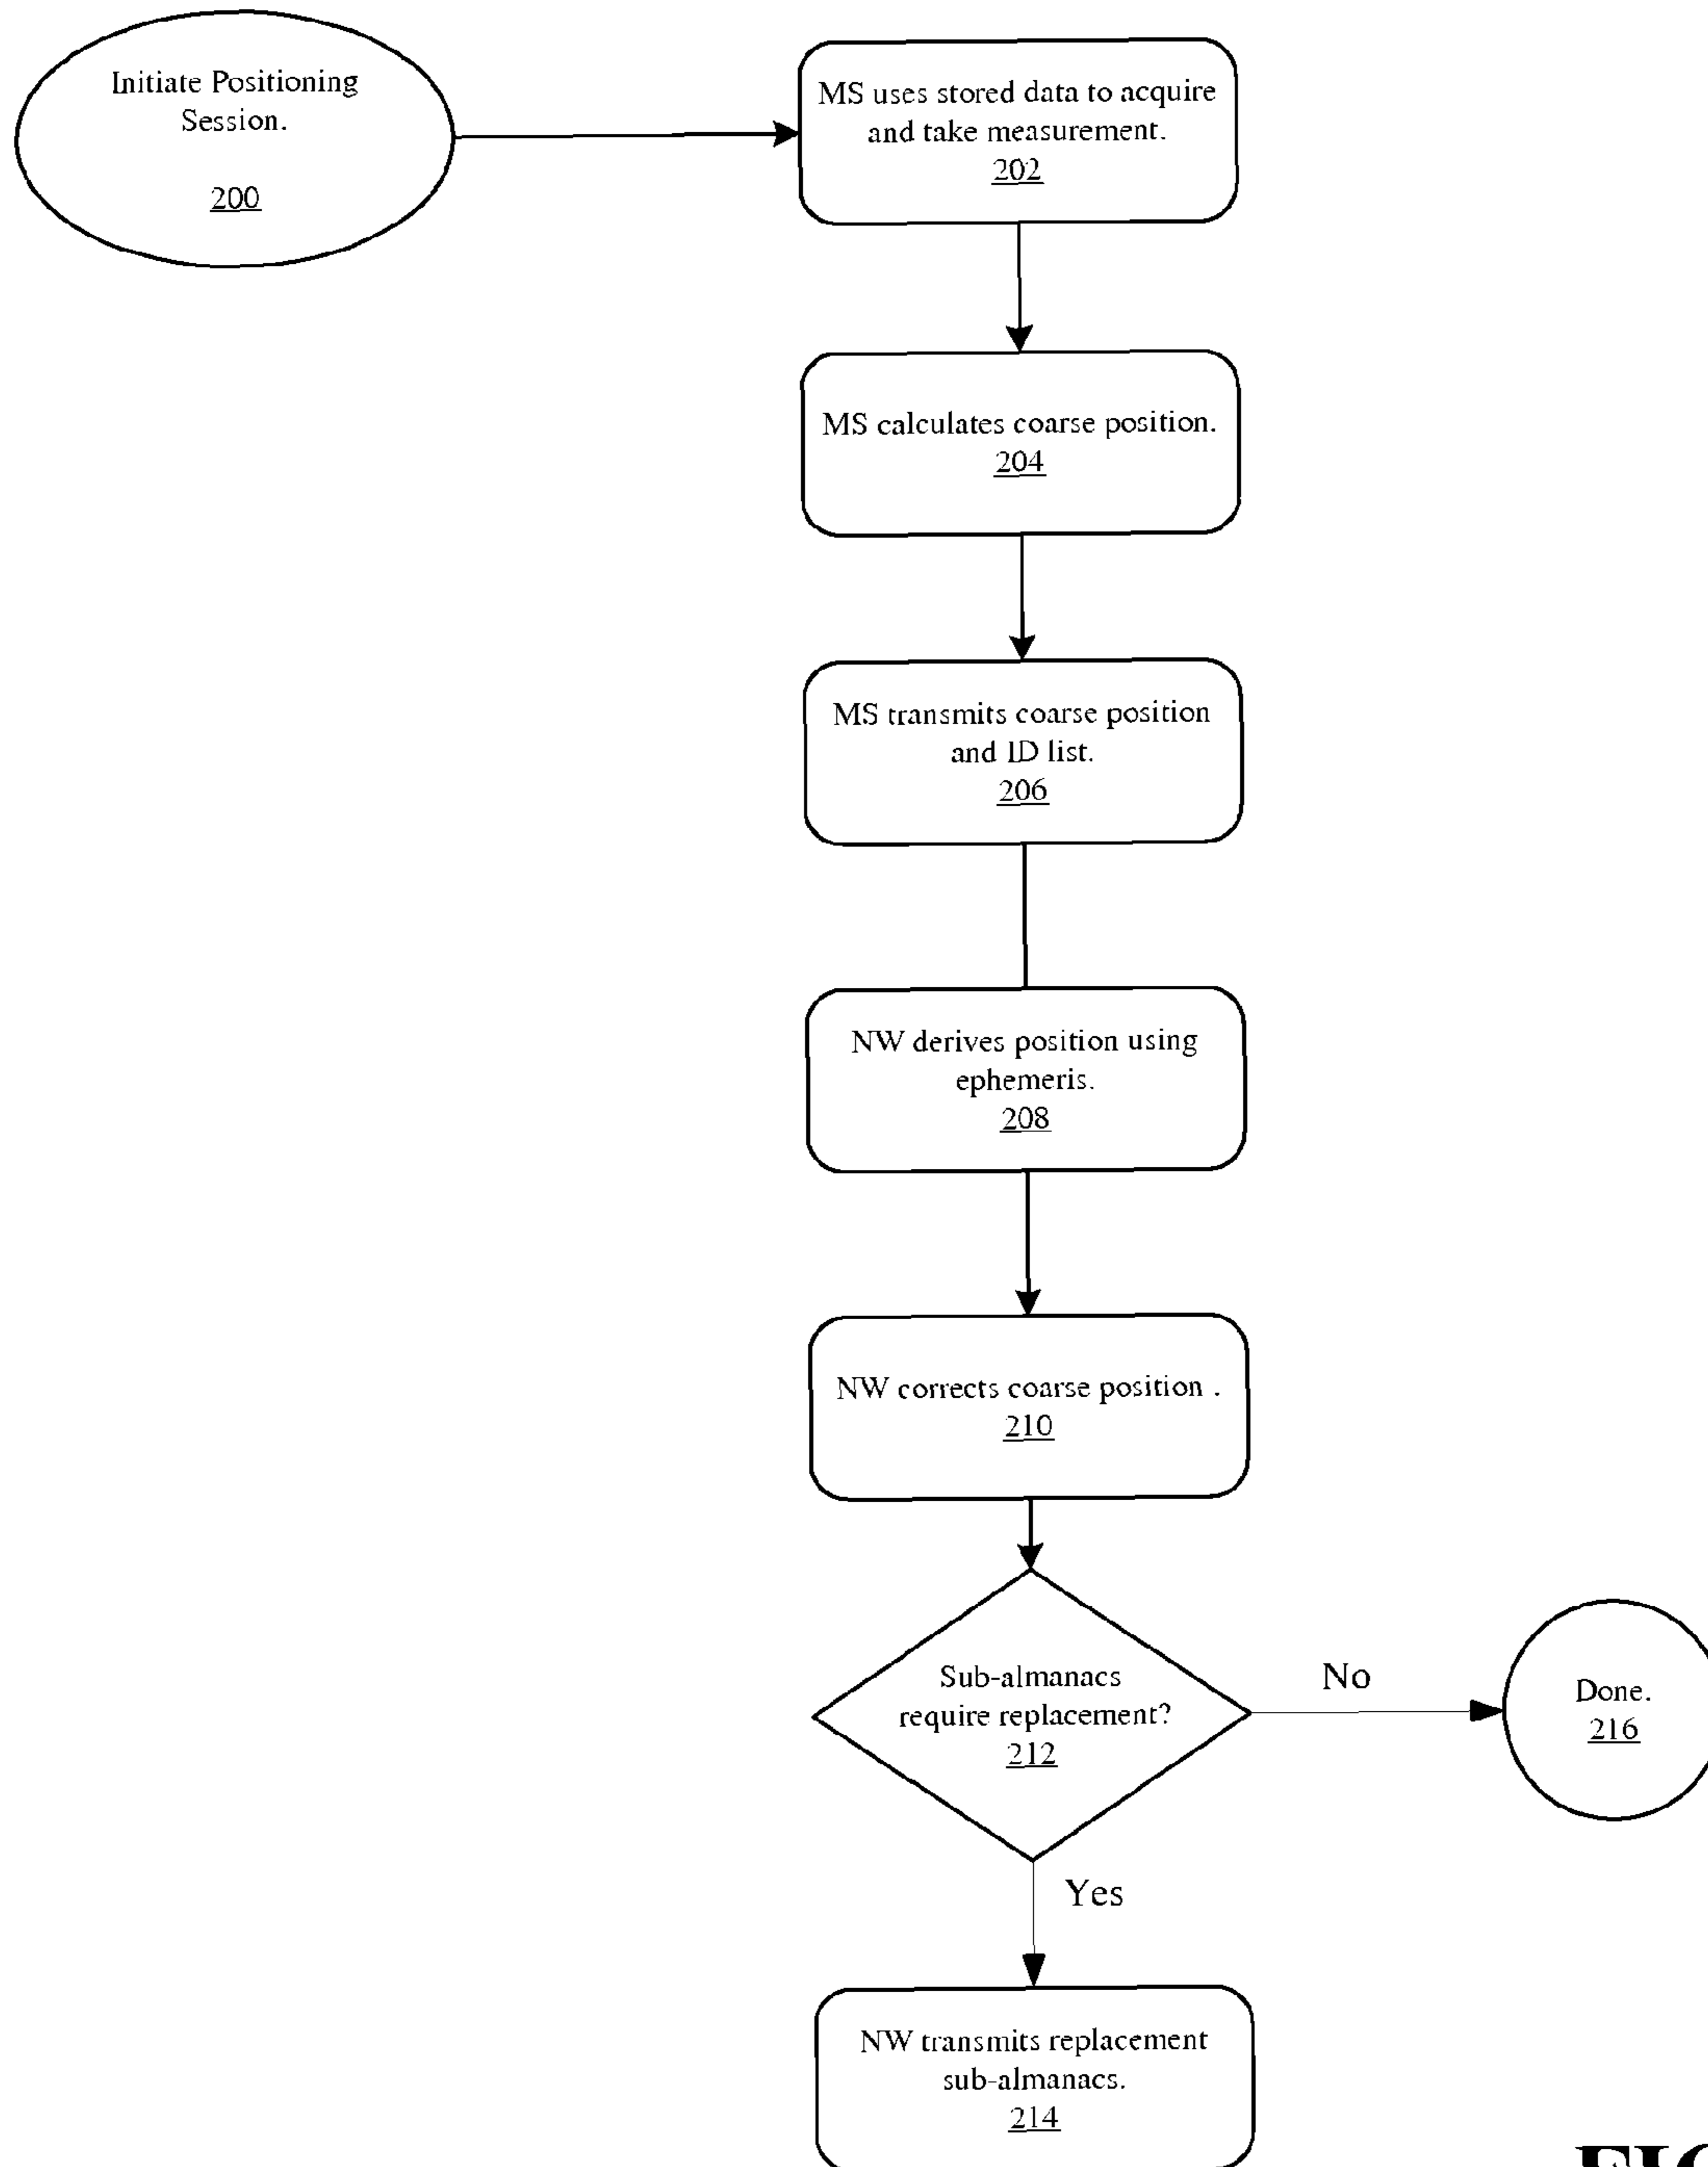 Initiate Positioning
Session.
200
MS uses stored data to acquire
and take measurement.
202
MS calculates coarse position.
204
MS transmits coarse position
and ID list.
206
NW derives position using
ephemeris.
208
NW corrects coarse position .
210
Sub-almanacs
require replacement?
212
No
Done.
216
Yes
NW transmits replacement
sub-almanacs.
214